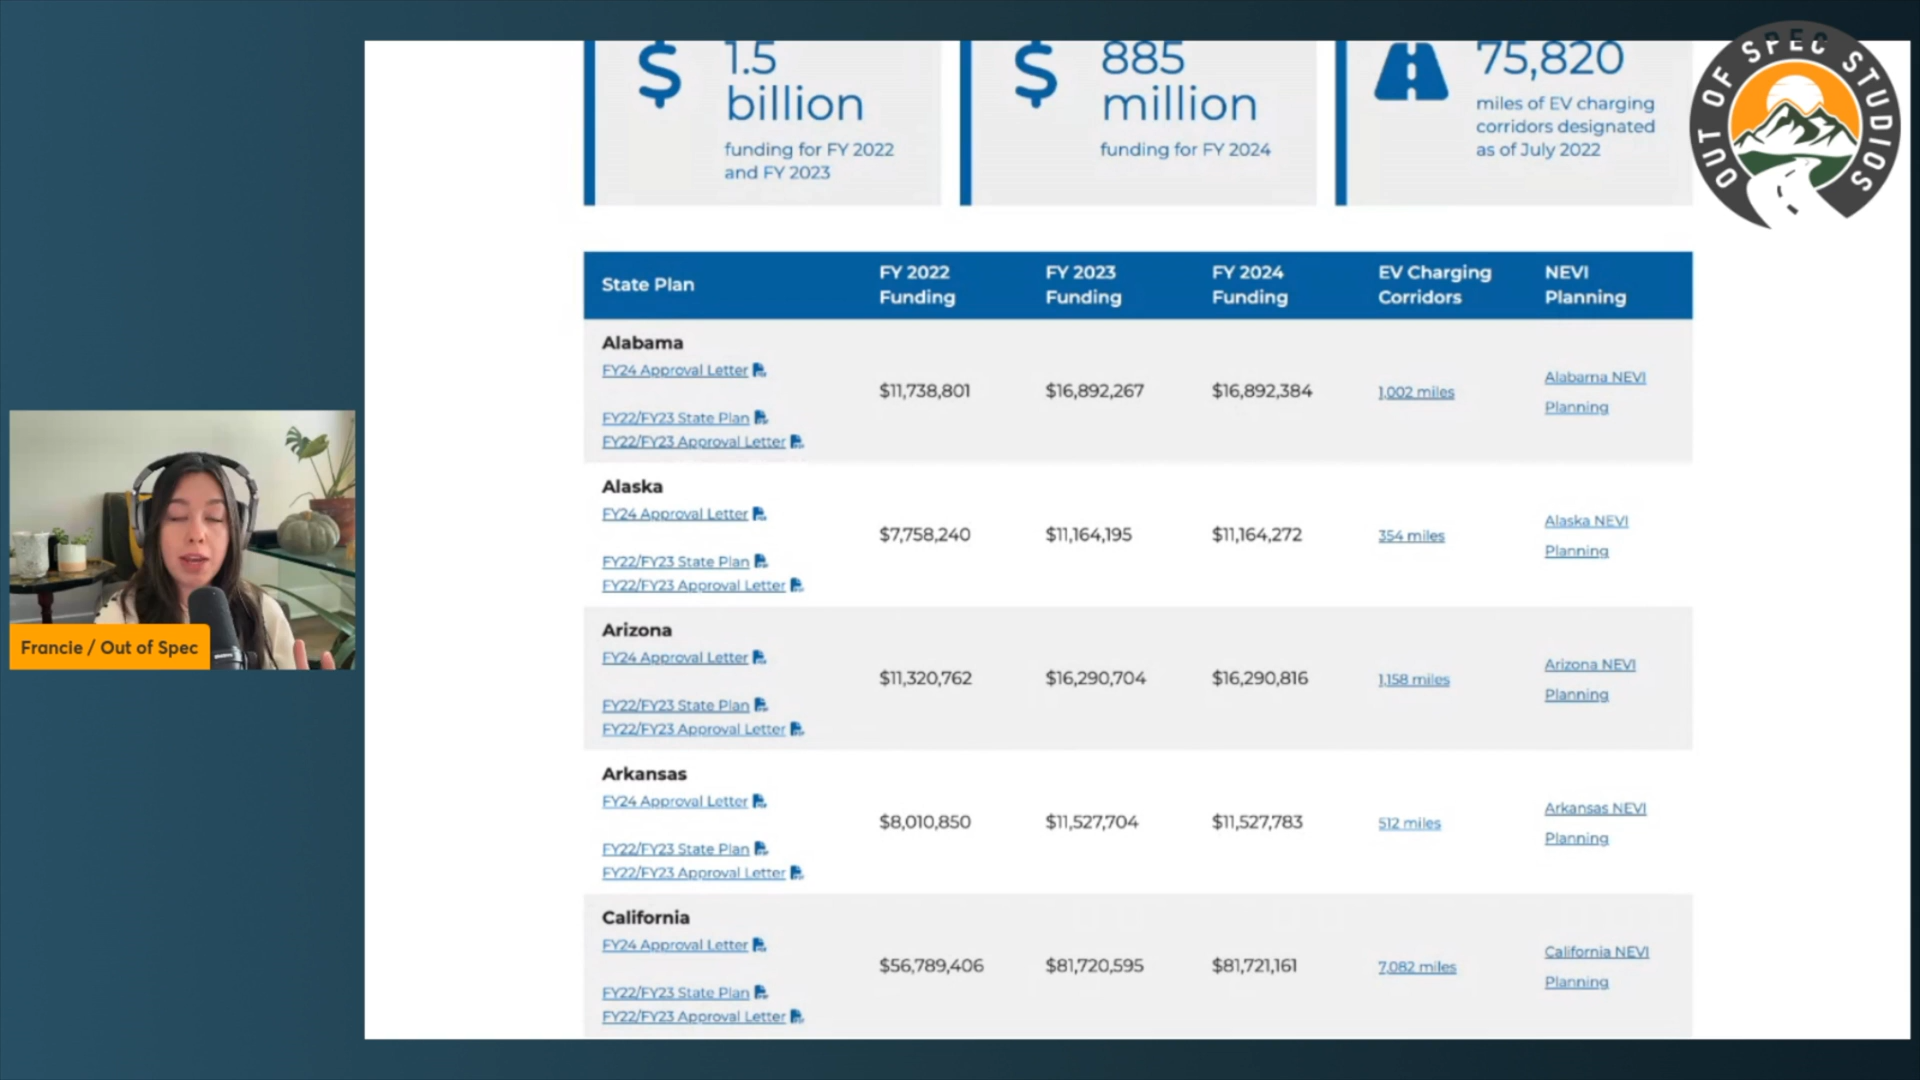 $ 1.5
billion
funding for FY 2022
and FY 2023
$ 885
million
funding for FY 2024
75,820
miles of EV charging
corridors designated
as of July 2022
OUT OF SPEC STUDIOS
State Plan
FY 2022
Funding
FY 2023
Funding
FY 2024
Funding
EV Charging
Corridors
NEVI
Planning
Alabama
FY24 Approval Letter
FY22/FY23 State Plan
FY22/FY23 Approval Letter
$11,738,801
$16,892,267
$16,892,384
1,002 miles
Alabama NEVI
Planning
Alaska
FY24 Approval Letter
FY22/FY23 State Plan
FY22/FY23 Approval Letter
$7,758,240
$11,164,195
$11,164,272
354 miles
Alaska NEVI
Planning
Arizona
FY24 Approval Letter
FY22/FY23 State Plan
FY22/FY23 Approval Letter
$11,320,762
$16,290,704
$16,290,816
1,158 miles
Arizona NEVI
Planning
Arkansas
FY24 Approval Letter
FY22/FY23 State Plan
FY22/FY23 Approval Letter
$8,010,850
$11,527,704
$11,527,783
512 miles
Arkansas NEVI
Planning
California
FY24 Approval Letter
FY22/FY23 State Plan
FY22/FY23 Approval Letter
$56,789,406
$81,720,595
$81,721,161
7,082 miles
California NEVI
Planning
Francie / Out of Spec